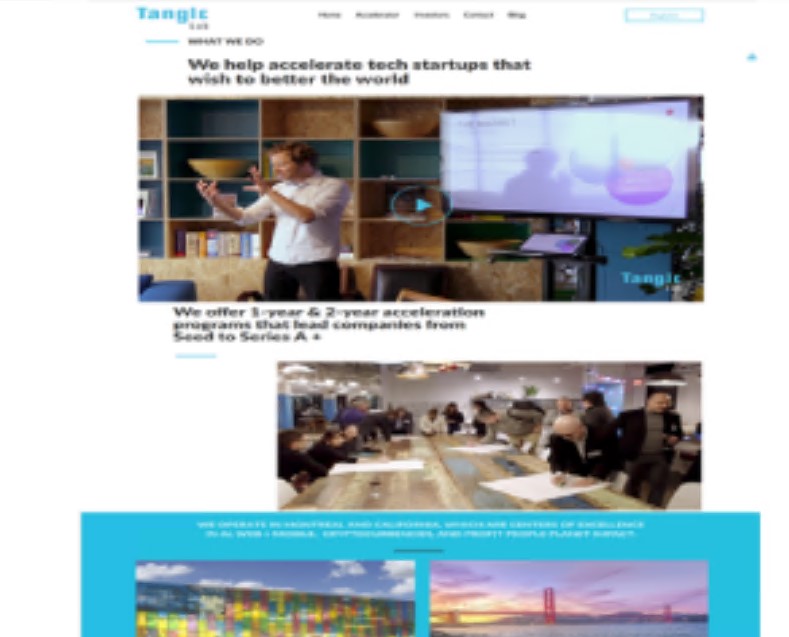 Tangic
Lab
Home Accelerator Investors Contact Blog
WHAT WE DO
We help accelerate tech startups that
wish to better the world
Tangic
We offer 1-year & 2-year acceleration
programs that lead companies from
Seed to Series A +
WE OPERATE IN MONTREAL AND CALIFORNIA, WHICH ARE CENTERS OF EXCELLENCE
IN AI, WEB + MOBILE, CRYPTOCURRENCIES, AND PROFIT PEOPLE PLANET IMPACT.